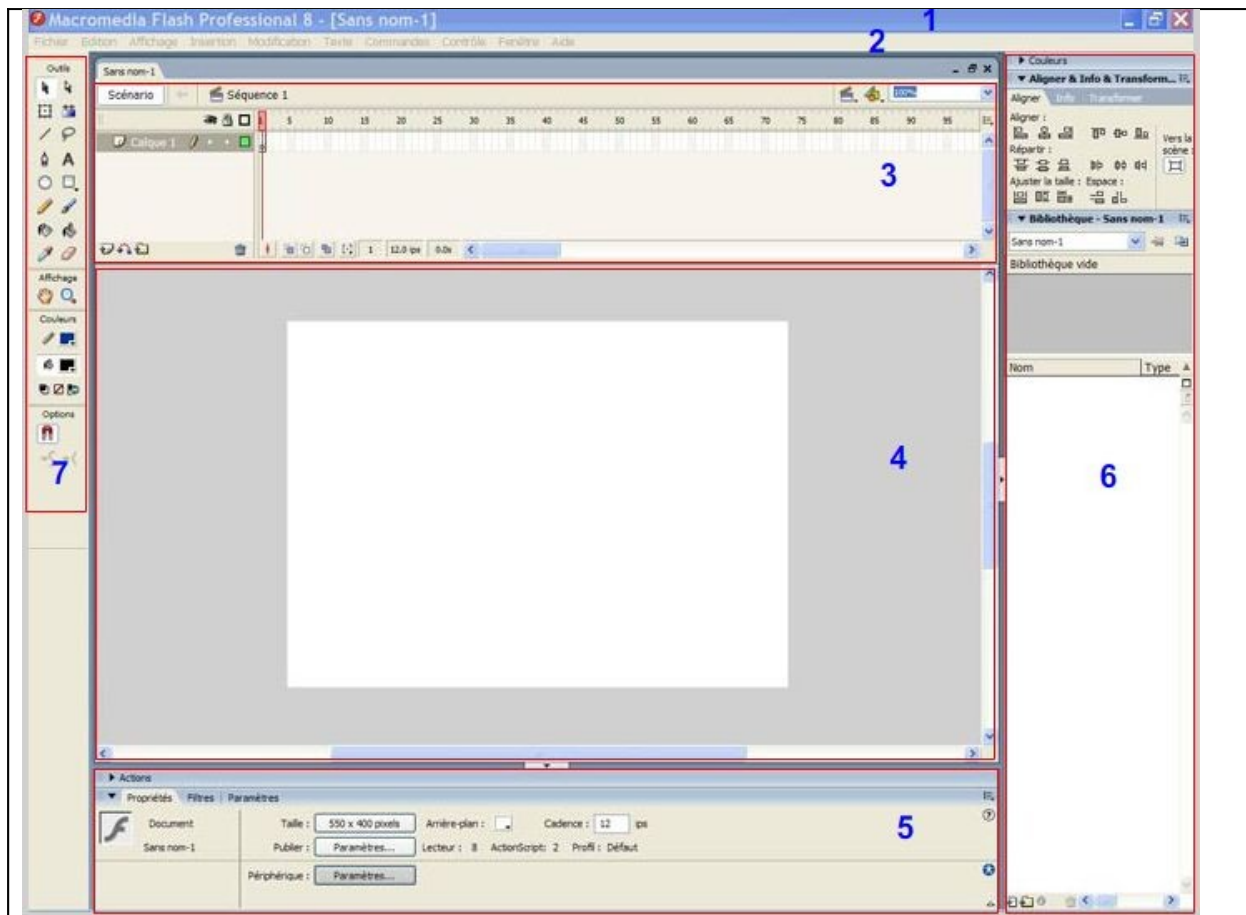 Macromedia Flash Professional 8 - [Sans nom-1]
1
Fichier Edition Affichage Insertion Modification Texte Commandes Contrôle Fenêtre Aide
2
Outils
Sans nom-1
Scénario Séquence 1 100%
5 10 15 20 25 30 35 40 45 50 55 60 65 70 75 80 85 90 95
Calque 1
3
1 12.0 ips 0.0s
Affichage
Couleurs
Options
7
4
Actions
Propriétés Filtres Paramètres
Document Taille : 550 x 400 pixels Arrière-plan : Cadence : 12 ips
Sans nom-1 Publier : Paramètres... Lecteur : 8 ActionScript: 2 Profil : Défaut
5
Périphérique : Paramètres...
Couleurs
Aligner & Info & Transform...
Aligner Info Transformer
Aligner :
Vers la
Répartir : scène :
Ajuster la taille : Espace :
Bibliothèque - Sans nom-1
Sans nom-1
Bibliothèque vide
Nom Type
6